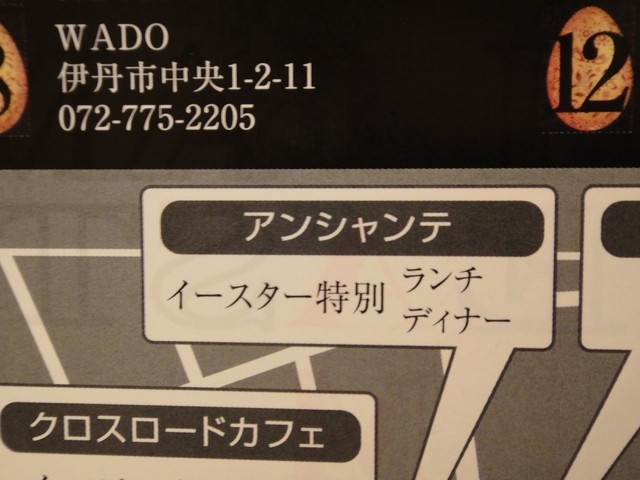 WADO
伊丹市中央1-2-11
072-775-2205
12
アンシャンテ
イースター特別
ランチ
ディナー
クロスロードカフェ